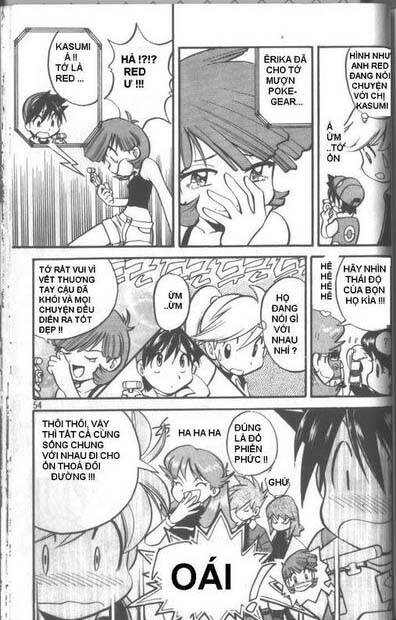 KASUMI
À !!
TỚ LÀ
RED ...
HẢ !?!?
RED
Ư !!!
ÊRIKA ĐÃ
CHO TỚ
MƯỢN
POKE-
GEAR...
HÌNH NHƯ
ANH RED
ĐANG NÓI
CHUYỆN
VỚI CHỊ
KASUMI
À
ỪM
..TỚ
ỔN
TỚ RẤT VUI VÌ
VẾT THƯƠNG
TAY CẬU ĐÃ
KHỎI VÀ MỌI
CHUYỆN ĐỀU
DIỄN RA TỐT
ĐẸP !!
ỪM
..ỪM
HỌ
ĐANG
NÓI GÌ
VỚI
NHAU
NHỈ ?
HÊ
HÊ
HÊ
HÊ
HÃY NHÌN
THÁI ĐỘ
CỦA BỌN
HỌ KÌA !!!
?
54
THÔI THÔI, VẬY
THÌ TẤT CẢ CÙNG
SỐNG CHUNG
VỚI NHAU ĐI CHO
ỔN THOẢ ĐÔI
ĐƯỜNG !!!
HA HA HA
ĐÚNG
LÀ ĐỒ
PHIỀN
PHỨC !!
GHỪ
OÁI